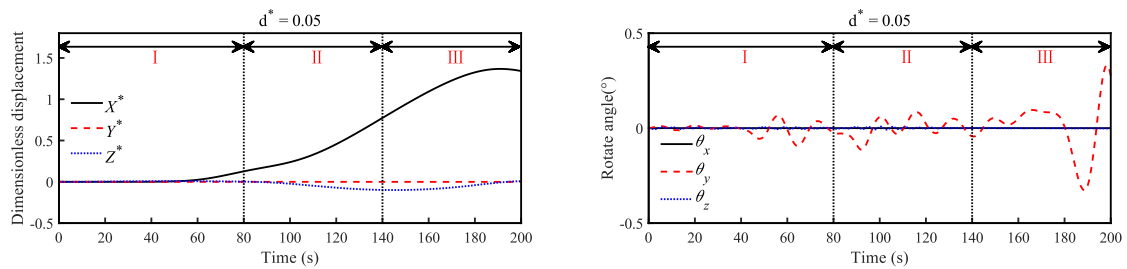 d* = 0.05
I
II
III
1.5
1
0.5
0
-0.5
Dimensionless displacement
X*
Y*
Z*
0 20 40 60 80 100 120 140 160 180 200
Time (s)
d* = 0.05
I
II
III
0.5
0
-0.5
Rotate angle(°)
θx
θy
θz
0 20 40 60 80 100 120 140 160 180 200
Time (s)